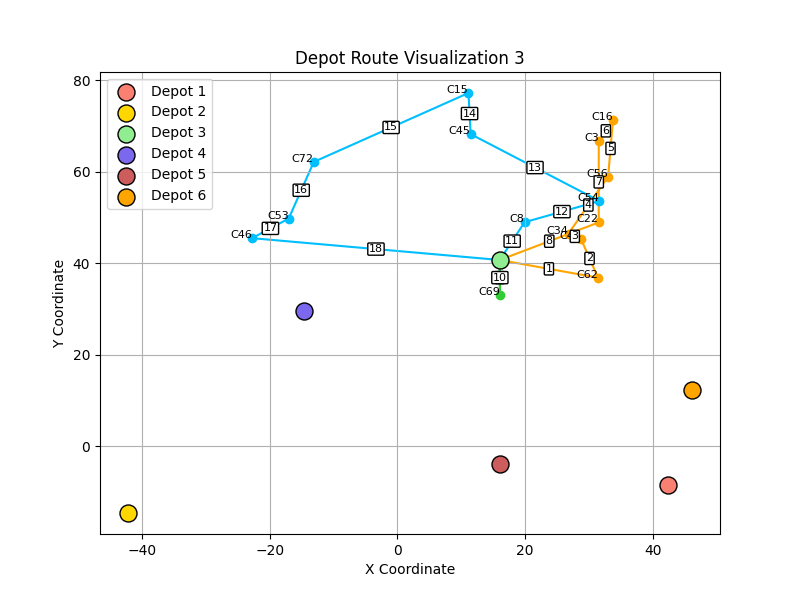 Depot Route Visualization 3
Depot 1
Depot 2
Depot 3
Depot 4
Depot 5
Depot 6
80
60
40
20
0
Y Coordinate
−40
−20
0
20
40
X Coordinate
C15
14
C45
15
C16
6
C3
5
13
C72
C56
7
16
C54
4
12
C53
C8
C22
17
C46
C34
3
11
8
18
2
1
C62
10
C69